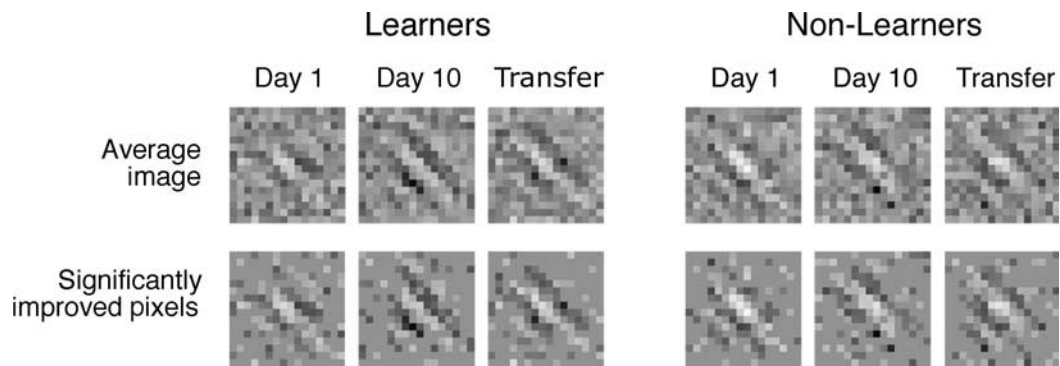 Learners
Non-Learners
Day 1
Day 10
Transfer
Day 1
Day 10
Transfer
Average
image
Significantly
improved pixels